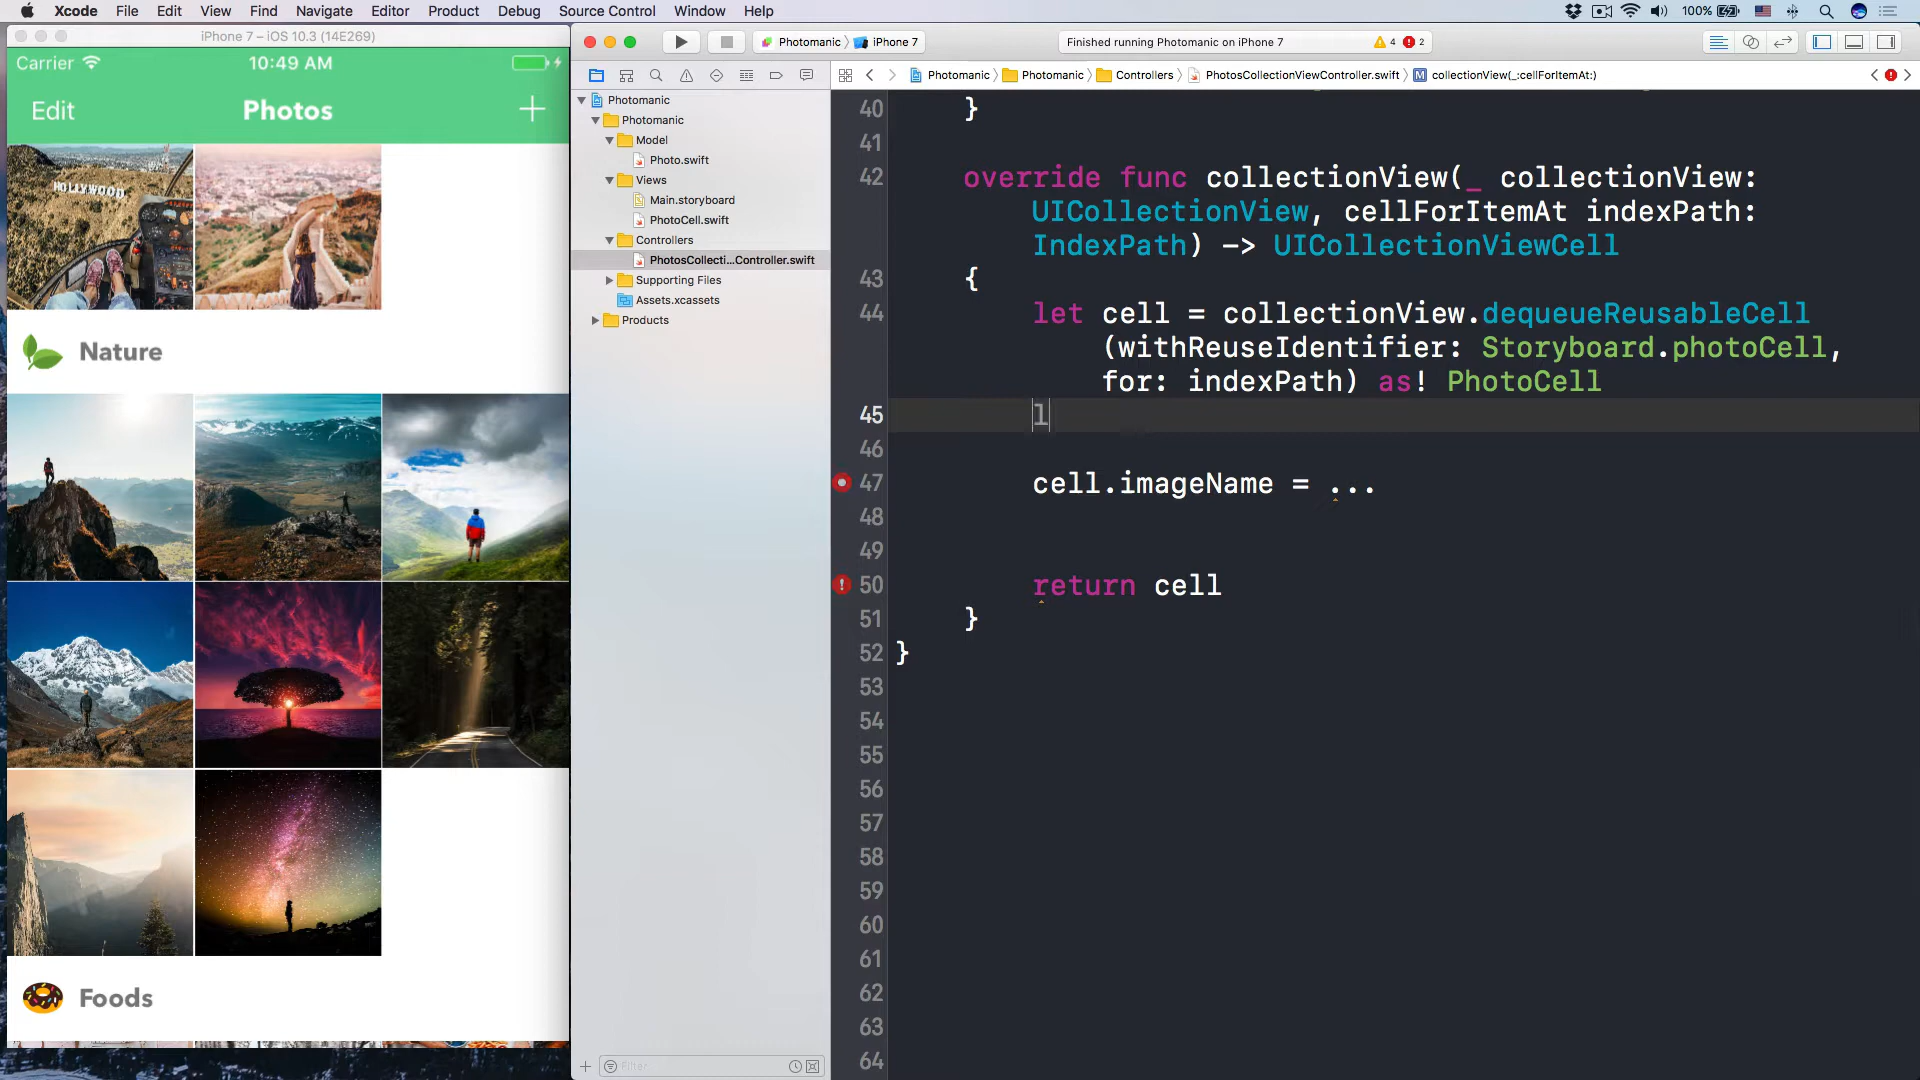 Xcode File Edit View Find Navigate Editor Product Debug Source Control Window Help 100%
iPhone 7 – iOS 10.3 (14E269)
Carrier 10:49 AM
Edit Photos +
HOLLYWOOD
Nature
Foods
Photomanic iPhone 7
Finished running Photomanic on iPhone 7 4 2
Photomanic Photomanic Controllers PhotosCollectionViewController.swift M collectionView(_:cellForItemAt:)
Photomanic
Photomanic
Model
Photo.swift
Views
Main.storyboard
PhotoCell.swift
Controllers
PhotosCollecti...Controller.swift
Supporting Files
Assets.xcassets
Products
Filter
40 }
41
42 override func collectionView(_ collectionView:
UICollectionView, cellForItemAt indexPath:
IndexPath) -> UICollectionViewCell
43 {
44 let cell = collectionView.dequeueReusableCell
(withReuseIdentifier: Storyboard.photoCell,
for: indexPath) as! PhotoCell
45 l
46
47 cell.imageName = ...
48
49
50 return cell
51 }
52 }
53
54
55
56
57
58
59
60
61
62
63
64